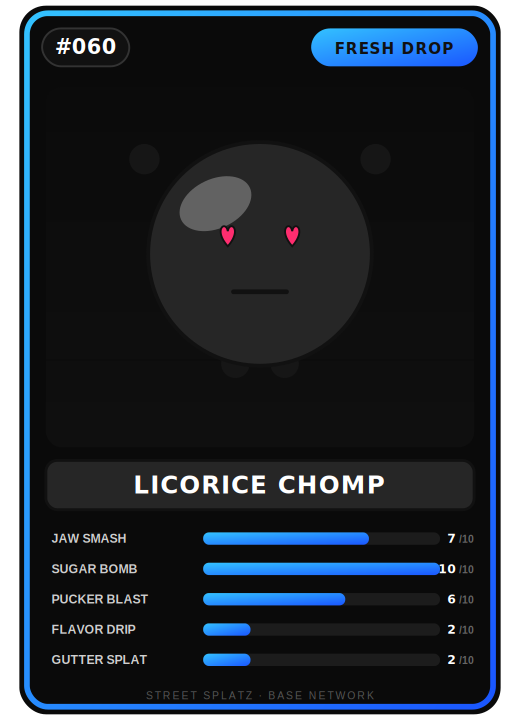 #060
FRESH DROP
LICORICE CHOMP
JAW SMASH 7 /10
SUGAR BOMB 10 /10
PUCKER BLAST 6 /10
FLAVOR DRIP 2 /10
GUTTER SPLAT 2 /10
STREET SPLATZ · BASE NETWORK